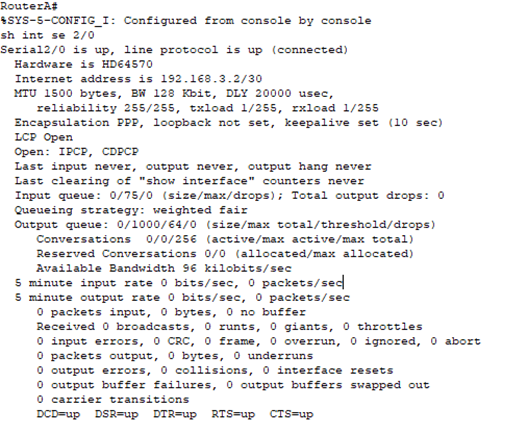 RouterA#
%SYS-5-CONFIG_I: Configured from console by console
sh int se 2/0
Serial2/0 is up, line protocol is up (connected)
Hardware is HD64570
Internet address is 192.168.3.2/30
MTU 1500 bytes, BW 128 Kbit, DLY 20000 usec,
reliability 255/255, txload 1/255, rxload 1/255
Encapsulation PPP, loopback not set, keepalive set (10 sec)
LCP Open
Open: IPCP, CDPCP
Last input never, output never, output hang never
Last clearing of "show interface" counters never
Input queue: 0/75/0 (size/max/drops); Total output drops: 0
Queueing strategy: weighted fair
Output queue: 0/1000/64/0 (size/max total/threshold/drops)
Conversations 0/0/256 (active/max active/max total)
Reserved Conversations 0/0 (allocated/max allocated)
Available Bandwidth 96 kilobits/sec
5 minute input rate 0 bits/sec, 0 packets/sec
5 minute output rate 0 bits/sec, 0 packets/sec
0 packets input, 0 bytes, 0 no buffer
Received 0 broadcasts, 0 runts, 0 giants, 0 throttles
0 input errors, 0 CRC, 0 frame, 0 overrun, 0 ignored, 0 abort
0 packets output, 0 bytes, 0 underruns
0 output errors, 0 collisions, 0 interface resets
0 output buffer failures, 0 output buffers swapped out
0 carrier transitions
DCD=up DSR=up DTR=up RTS=up CTS=up